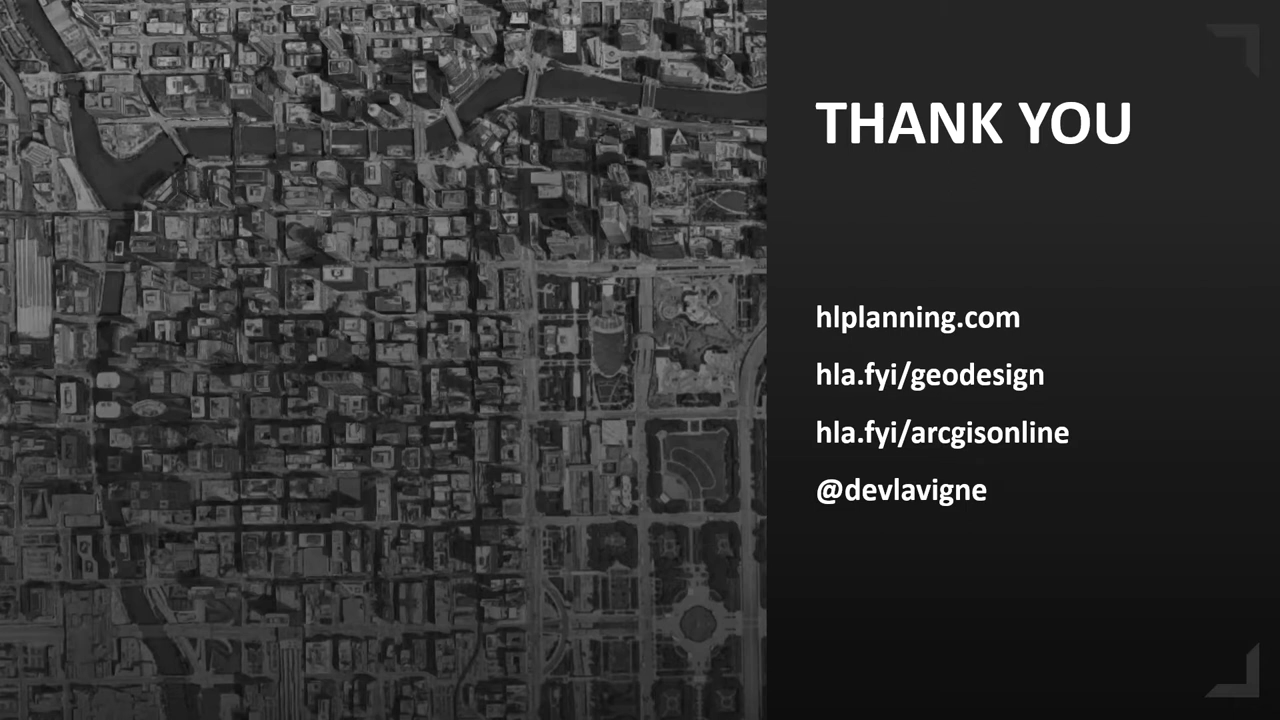 THANK YOU
hlplanning.com
hla.fyi/geodesign
hla.fyi/arcgisonline
@devlavigne